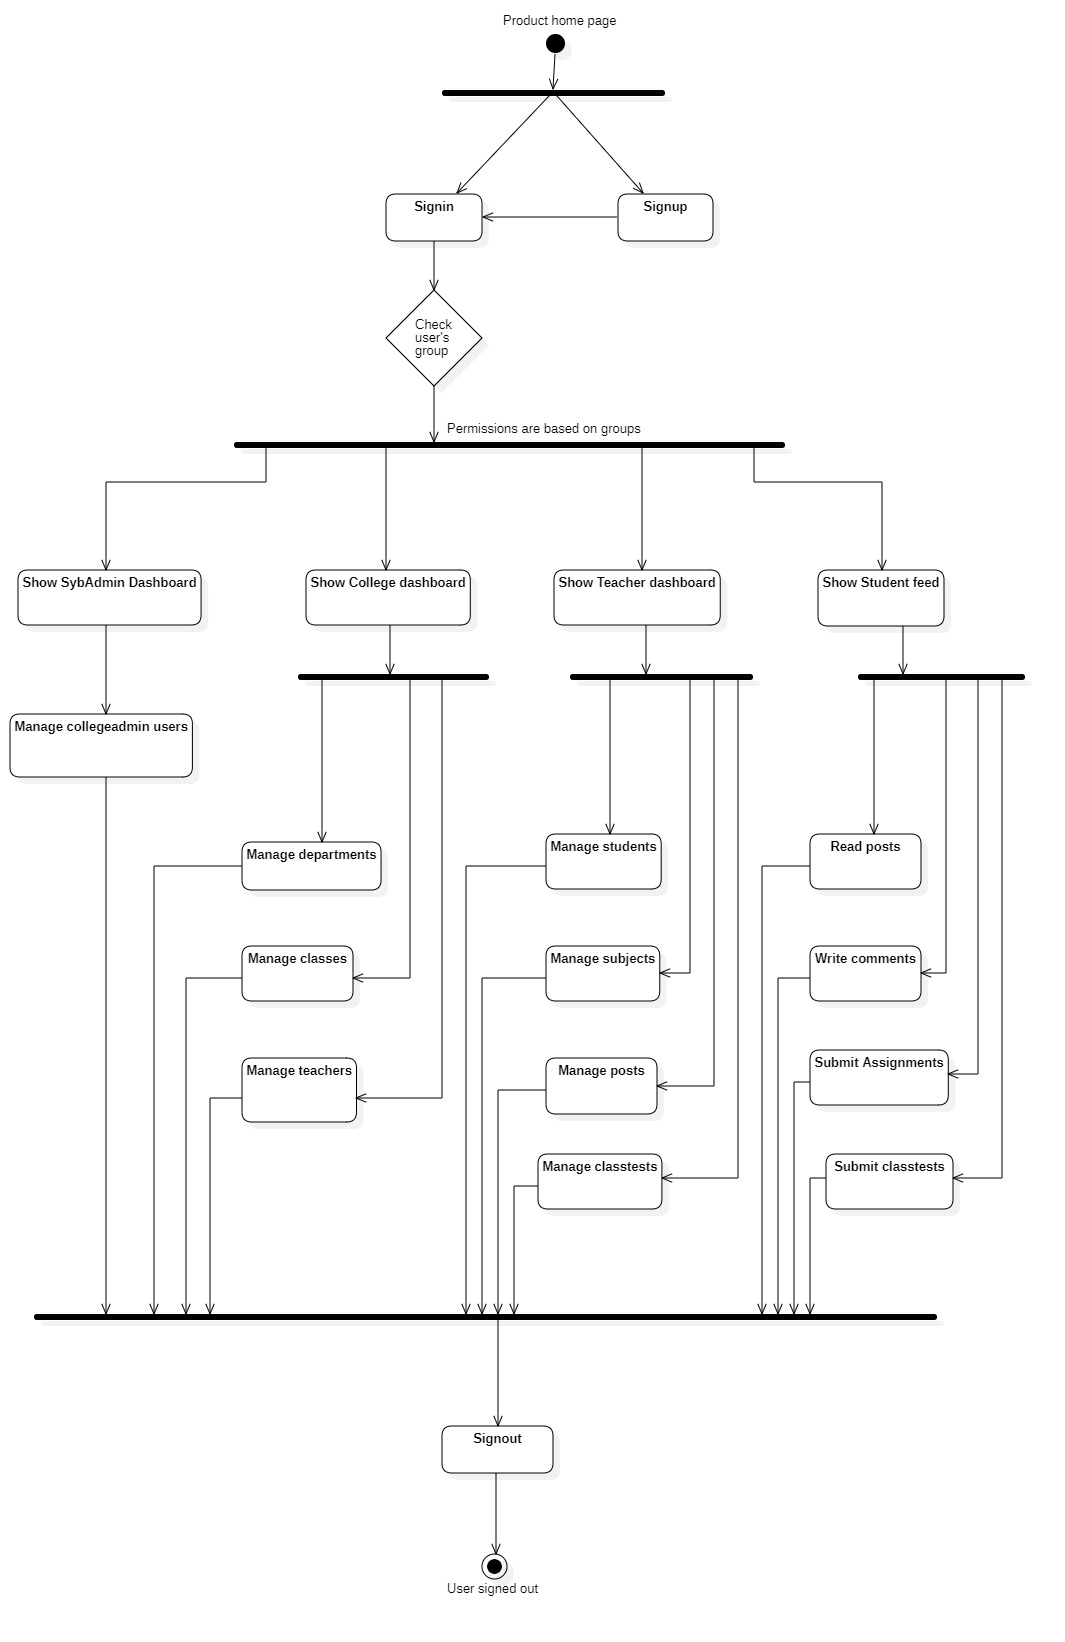 Product home page
Signin
Signup
Check
user's
group
Permissions are based on groups
Show SybAdmin Dashboard
Show College dashboard
Show Teacher dashboard
Show Student feed
Manage collegeadmin users
Manage departments
Manage students
Read posts
Manage classes
Manage subjects
Write comments
Manage teachers
Manage posts
Submit Assignments
Manage classtests
Submit classtests
Signout
User signed out